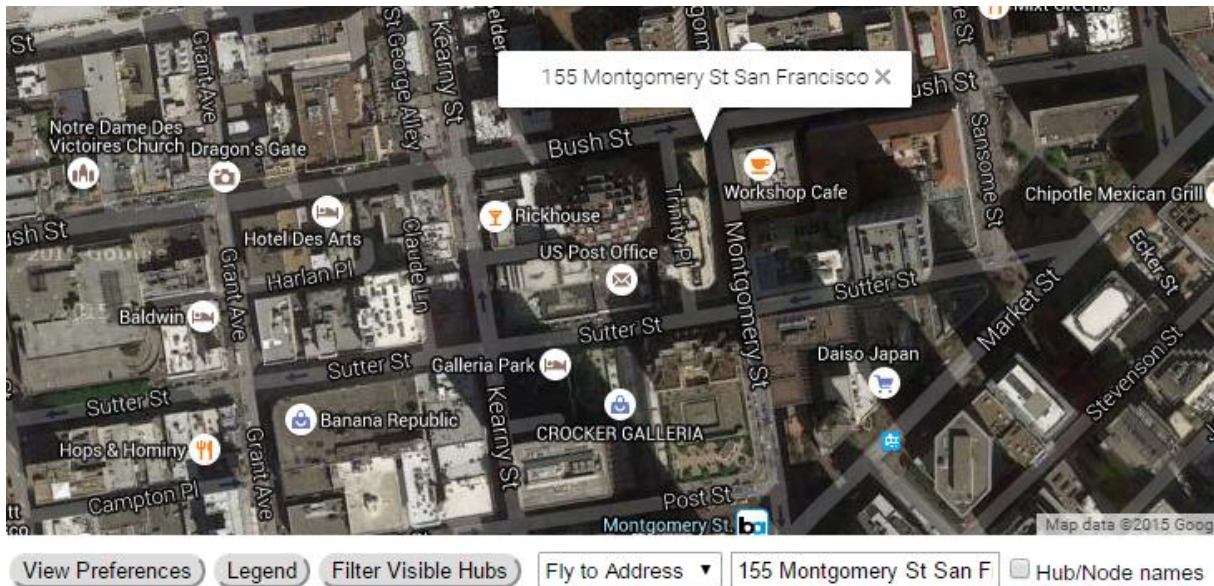 St
Grant Ave
St George Alley
Kearny St
Mixt Greens
155 Montgomery St San Francisco ×
Bush St
Sansome St
Notre Dame Des
Victoires Church
Dragon's Gate
Bush St
Workshop Cafe
Chipotle Mexican Grill
Trinity Pl
Rickhouse
Hotel Des Arts
Claude Ln
US Post Office
Ecker St
Grant Ave
Harlan Pl
Montgomery St
Sutter St
Market St
Baldwin
Sutter St
Daiso Japan
Stevenson St
Sutter St
Galleria Park
Banana Republic
Kearny St
CROCKER GALLERIA
Hops & Hominy
Grant Ave
Campton Pl
Post St
Montgomery St.
ba
Map data ©2015 Goog
View Preferences
Legend
Filter Visible Hubs
Fly to Address ▼
155 Montgomery St San F
Hub/Node names